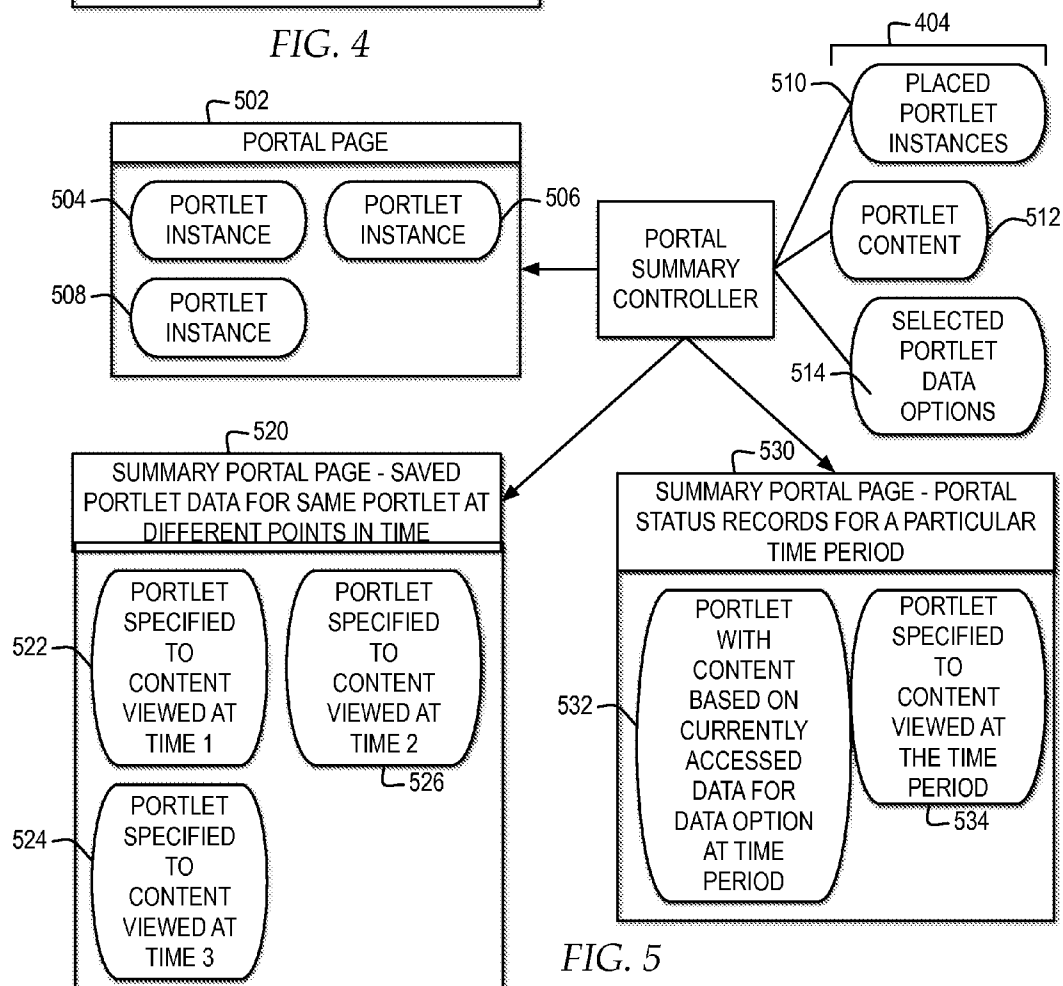 FIG. 4
404
502
510
PLACED
PORTLET
INSTANCES
PORTAL PAGE
504
PORTLET
INSTANCE
PORTLET
INSTANCE
506
508
PORTLET
INSTANCE
PORTAL
SUMMARY
CONTROLLER
PORTLET
CONTENT
512
SELECTED
PORTLET
DATA
OPTIONS
514
520
SUMMARY PORTAL PAGE - SAVED
PORTLET DATA FOR SAME PORTLET AT
DIFFERENT POINTS IN TIME
522
PORTLET
SPECIFIED
TO
CONTENT
VIEWED AT
TIME 1
PORTLET
SPECIFIED
TO
CONTENT
VIEWED AT
TIME 2
526
524
PORTLET
SPECIFIED
TO
CONTENT
VIEWED AT
TIME 3
530
SUMMARY PORTAL PAGE - PORTAL
STATUS RECORDS FOR A PARTICULAR
TIME PERIOD
532
PORTLET
WITH
CONTENT
BASED ON
CURRENTLY
ACCESSED
DATA FOR
DATA OPTION
AT TIME
PERIOD
PORTLET
SPECIFIED
TO
CONTENT
VIEWED AT
THE TIME
PERIOD
534
FIG. 5